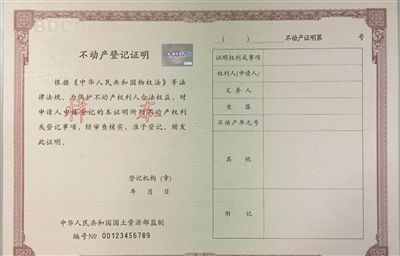 不动产登记证明
根据《中华人民共和国物权法》等法
律法规，为保护不动产权利人合法权益，对
申请人申请登记的本证明所列不动产权利
或登记事项，经审查核实，准予登记，颁发
此证明。
样本
登记机构（章）
年 月 日
中华人民共和国国土资源部监制
编号№ 00123456789
（ ） 不动产证明第 号
证明权利或事项
权利人(申请人)
义务人
坐落
不动产单元号
其他
附记